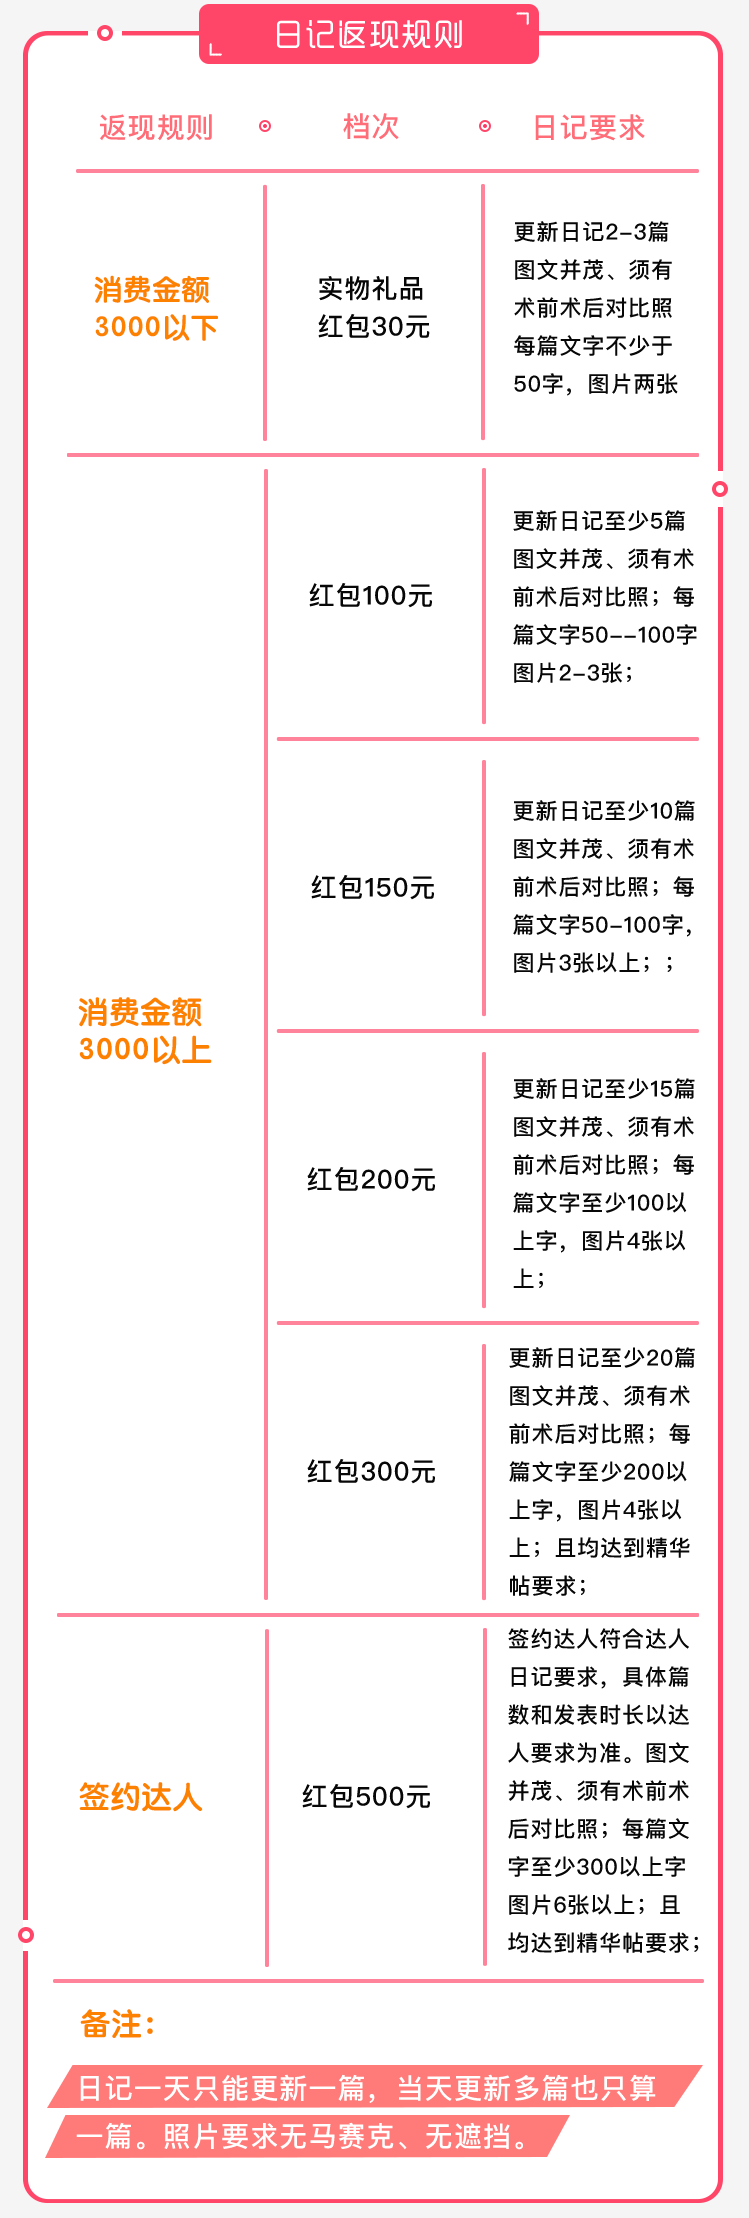 日记返现规则
返现规则 档次 日记要求
消费金额
3000以下
实物礼品
红包30元
更新日记2-3篇
图文并茂、须有
术前术后对比照
每篇文字不少于
50字，图片两张
消费金额
3000以上
红包100元
更新日记至少5篇
图文并茂、须有术
前术后对比照；每
篇文字50--100字
图片2-3张；
红包150元
更新日记至少10篇
图文并茂、须有术
前术后对比照；每
篇文字50-100字，
图片3张以上；；
红包200元
更新日记至少15篇
图文并茂、须有术
前术后对比照；每
篇文字至少100以
上字，图片4张以
上；
红包300元
更新日记至少20篇
图文并茂、须有术
前术后对比照；每
篇文字至少200以
上字，图片4张以
上；且均达到精华
帖要求；
签约达人
红包500元
签约达人符合达人
日记要求，具体篇
数和发表时长以达
人要求为准。图文
并茂、须有术前术
后对比照；每篇文
字至少300以上字
图片6张以上；且
均达到精华帖要求；
备注：
日记一天只能更新一篇，当天更新多篇也只算
一篇。照片要求无马赛克、无遮挡。